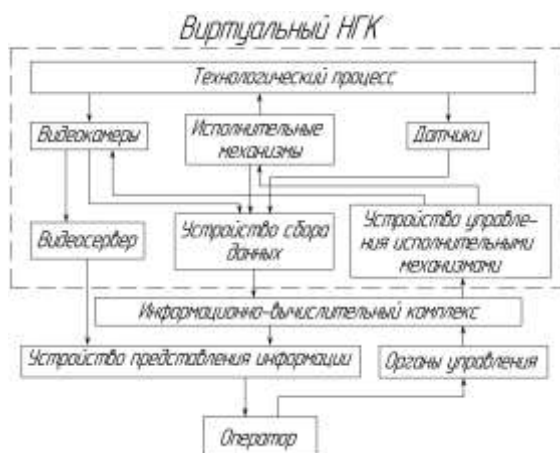 Виртуальный НГК
Технологический процесс
Видеокамеры
Исполнительные
механизмы
Датчики
Видеосервер
Устройство сбора
данных
Устройство управле-
ния исполнительными
механизмами
Информационно-вычислительный комплекс
Устройство представления информации
Органы управления
Оператор